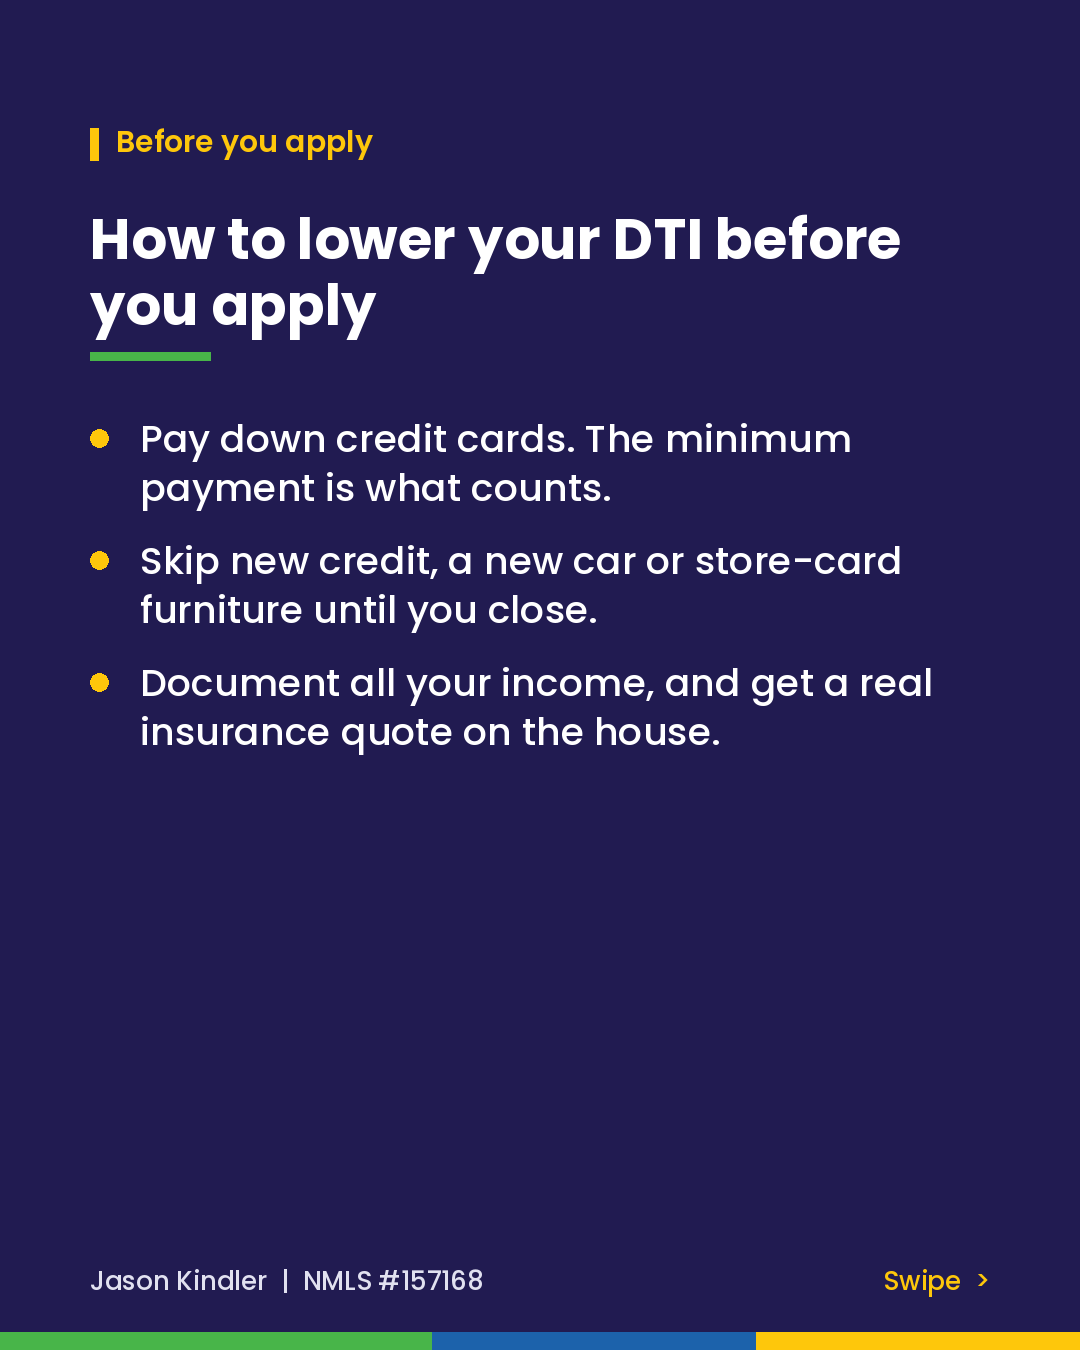 Before you apply
How to lower your DTI before
you apply
Pay down credit cards. The minimum
payment is what counts.
Skip new credit, a new car or store-card
furniture until you close.
Document all your income, and get a real
insurance quote on the house.
Jason Kindler | NMLS #157168
Swipe >